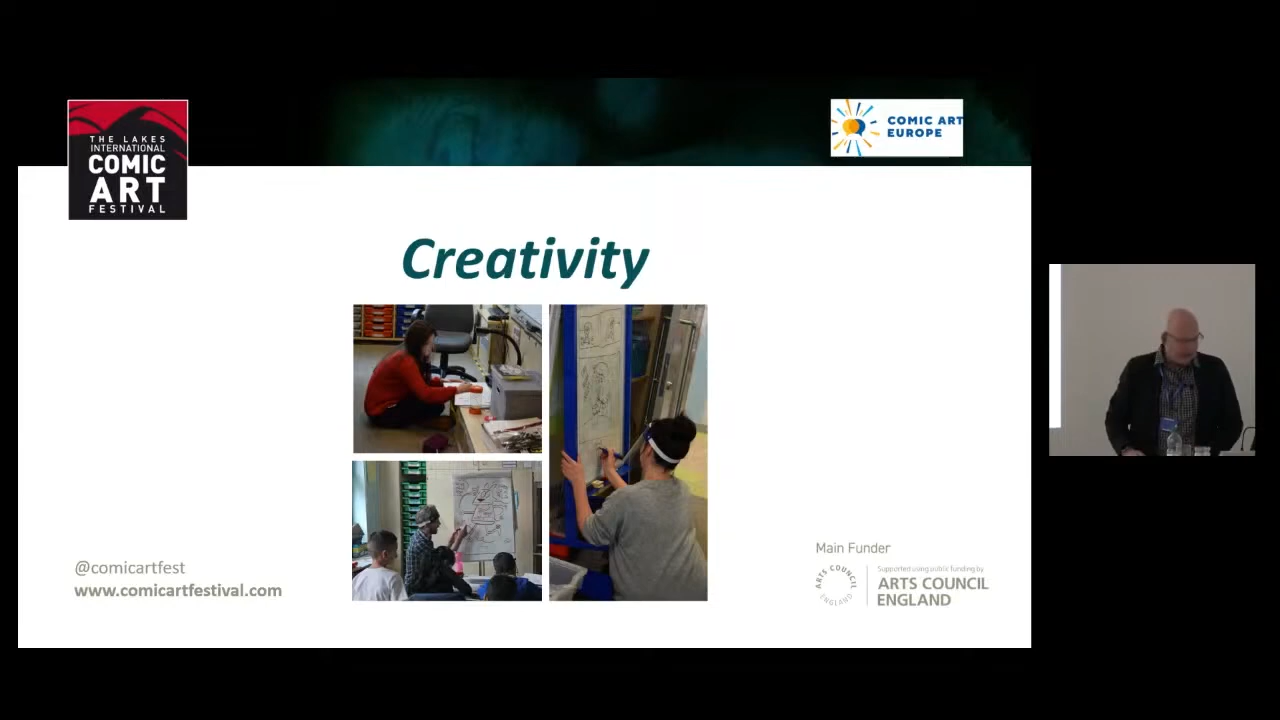 THE LAKES
INTERNATIONAL
COMIC
ART
FESTIVAL
COMIC ART
EUROPE
Creativity
@comicartfest
www.comicartfestival.com
Main Funder
ARTS COUNCIL
ENGLAND
Supported using public funding by
ARTS COUNCIL
ENGLAND